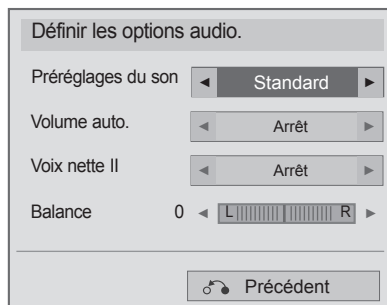 Définir les options audio.
Préréglages du son ◄ Standard ►
Volume auto. ◄ Arrêt ►
Voix nette II ◄ Arrêt ►
Balance 0 ◄ L R ►
Précédent